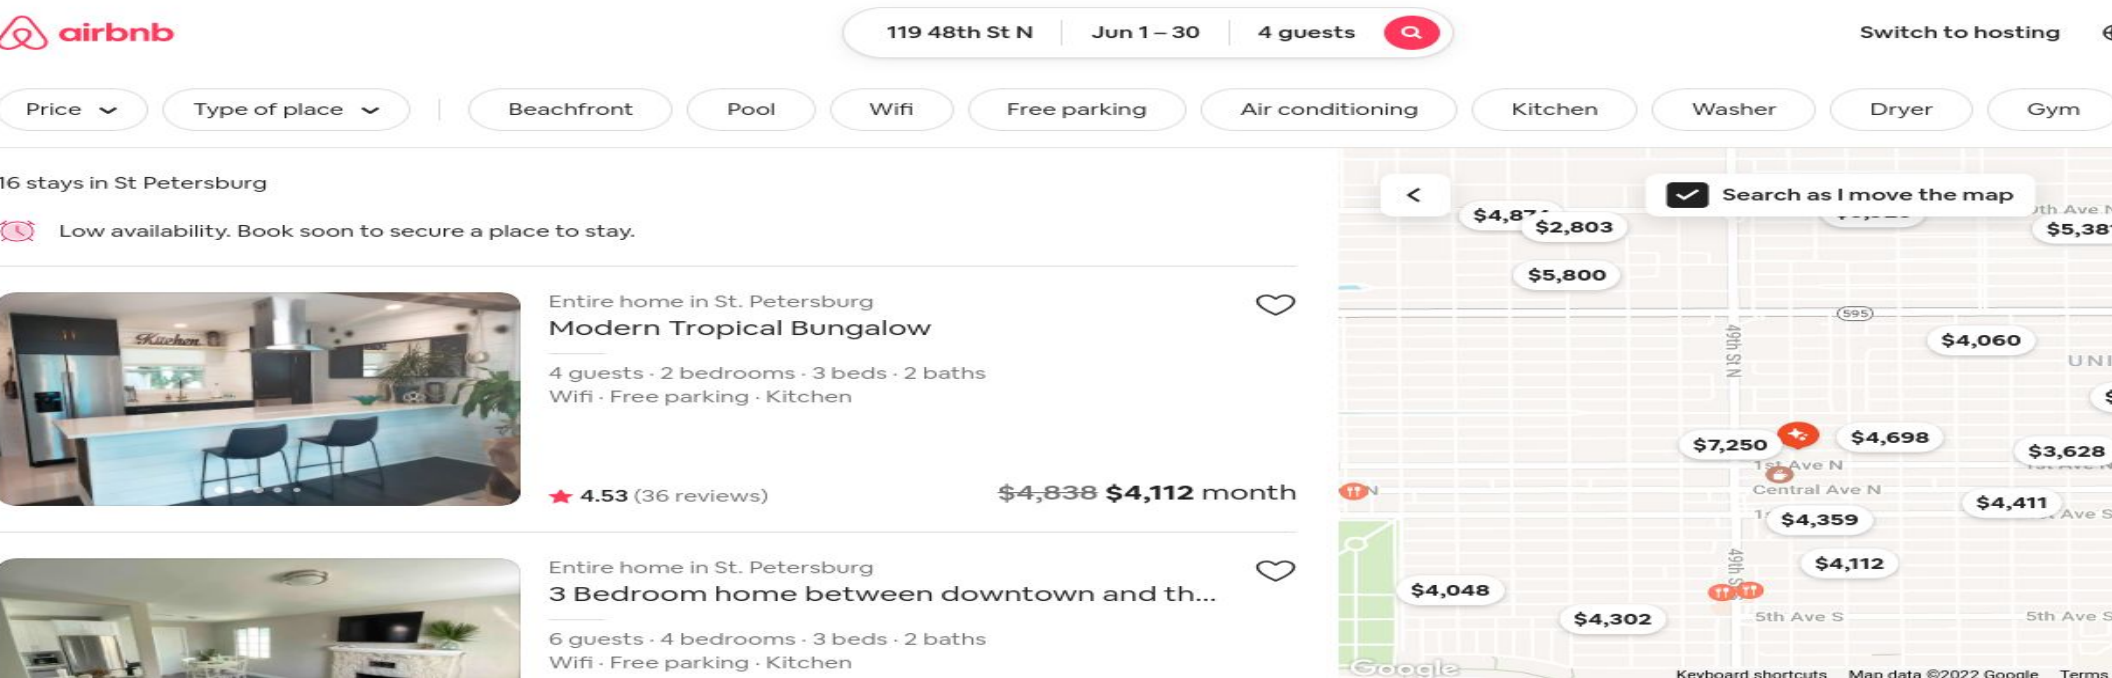 airbnb
119 48th St N
Jun 1 – 30
4 guests
Switch to hosting
Price
Type of place
Beachfront
Pool
Wifi
Free parking
Air conditioning
Kitchen
Washer
Dryer
Gym
16 stays in St Petersburg
Low availability. Book soon to secure a place to stay.
Kitchen
Entire home in St. Petersburg
Modern Tropical Bungalow
4 guests · 2 bedrooms · 3 beds · 2 baths
Wifi · Free parking · Kitchen
4.53 (36 reviews)
$4,838 $4,112 month
Entire home in St. Petersburg
3 Bedroom home between downtown and th...
6 guests · 4 bedrooms · 3 beds · 2 baths
Wifi · Free parking · Kitchen
Search as I move the map
$2,803
$5,800
595
49th St N
$4,060
$7,250
$4,698
$3,628
1st Ave N
Central Ave N
$4,411
$4,359
$4,112
$4,048
$4,302
5th Ave S
5th Ave S
Google
Keyboard shortcuts
Map data ©2022 Google
Terms